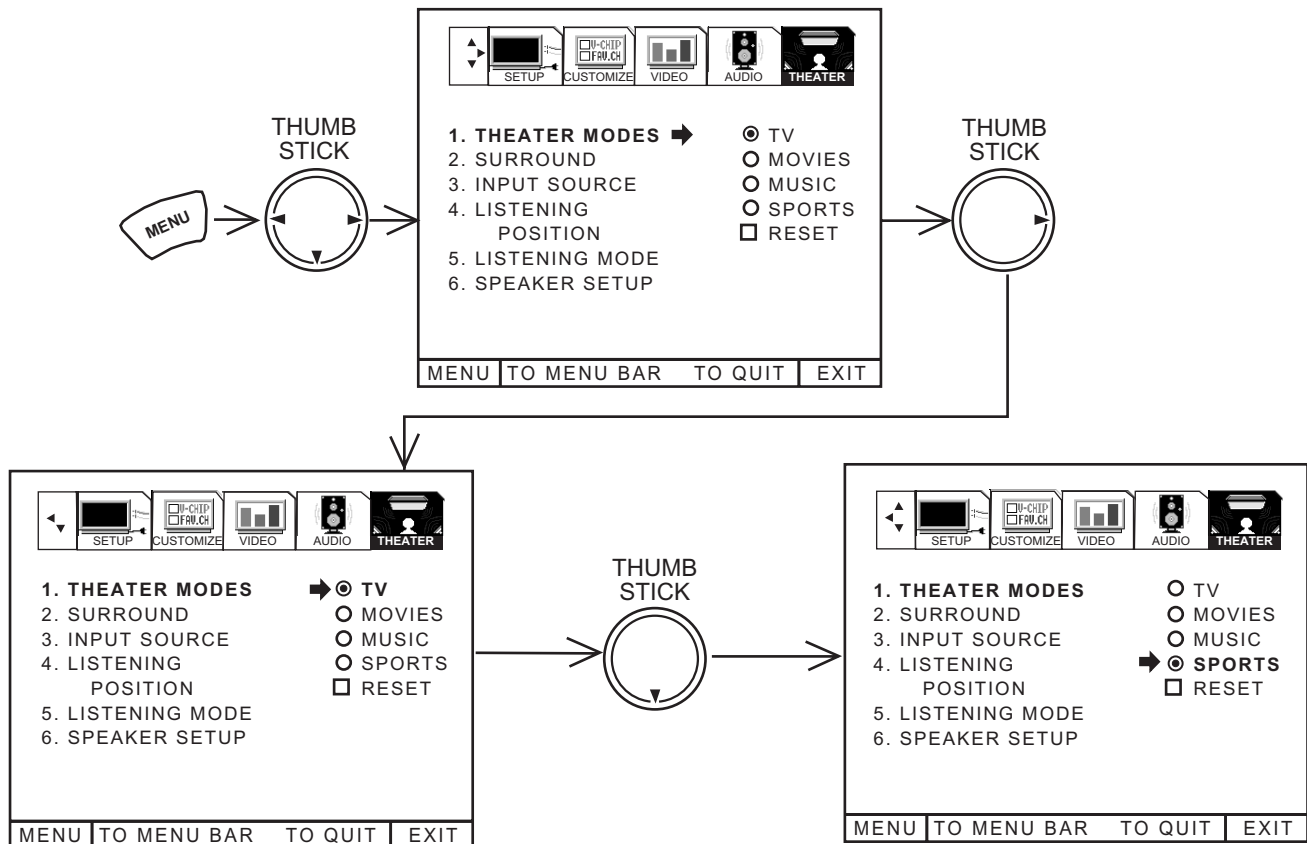 V-CHIP
FAV.CH
SETUP CUSTOMIZE VIDEO AUDIO THEATER
THUMB
STICK
MENU
1. THEATER MODES TV
2. SURROUND MOVIES
3. INPUT SOURCE MUSIC
4. LISTENING SPORTS
POSITION RESET
5. LISTENING MODE
6. SPEAKER SETUP
MENU TO MENU BAR TO QUIT EXIT
THUMB
STICK
V-CHIP
FAV.CH
SETUP CUSTOMIZE VIDEO AUDIO THEATER
1. THEATER MODES TV
2. SURROUND MOVIES
3. INPUT SOURCE MUSIC
4. LISTENING SPORTS
POSITION RESET
5. LISTENING MODE
6. SPEAKER SETUP
MENU TO MENU BAR TO QUIT EXIT
THUMB
STICK
V-CHIP
FAV.CH
SETUP CUSTOMIZE VIDEO AUDIO THEATER
1. THEATER MODES TV
2. SURROUND MOVIES
3. INPUT SOURCE MUSIC
4. LISTENING SPORTS
POSITION RESET
5. LISTENING MODE
6. SPEAKER SETUP
MENU TO MENU BAR TO QUIT EXIT